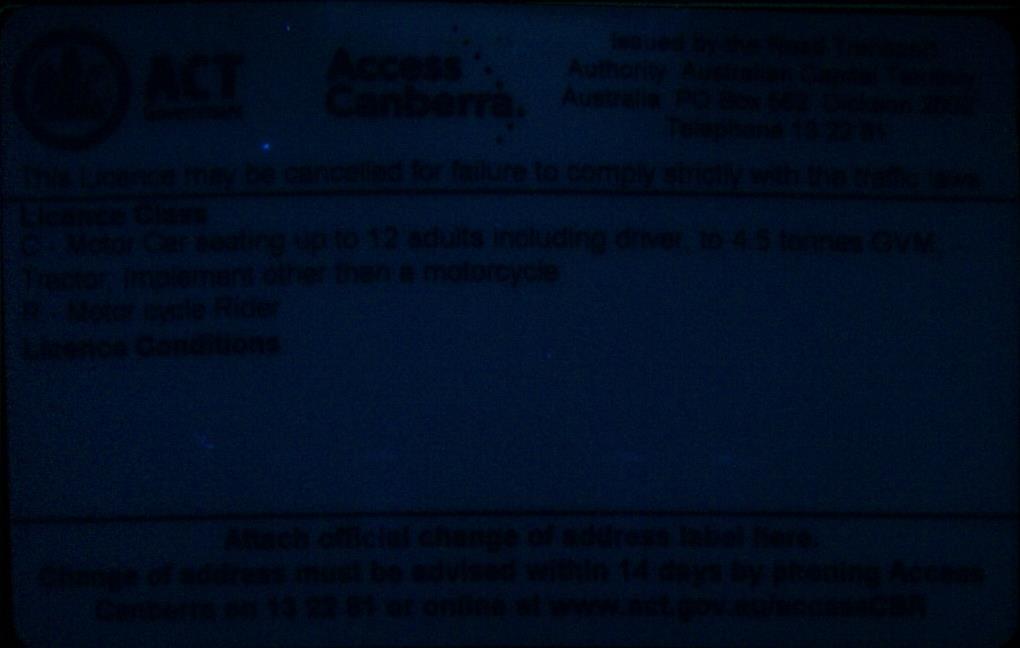 ACT
Government
Access
Canberra.
Issued by the Road Transport
Authority Australian Capital Territory
Australia PO Box 582 Dickson 2602
Telephone 13 22 81
This Licence may be cancelled for failure to comply strictly with the traffic laws
Licence Class
C - Motor Car seating up to 12 adults including driver, to 4.5 tonnes GVM,
Tractor, Implement other than a motorcycle
R - Motor cycle Rider
Licence Conditions
Attach official change of address label here.
Change of address must be advised within 14 days by phoning Access
Canberra on 13 22 81 or online at www.act.gov.au/accessCBR